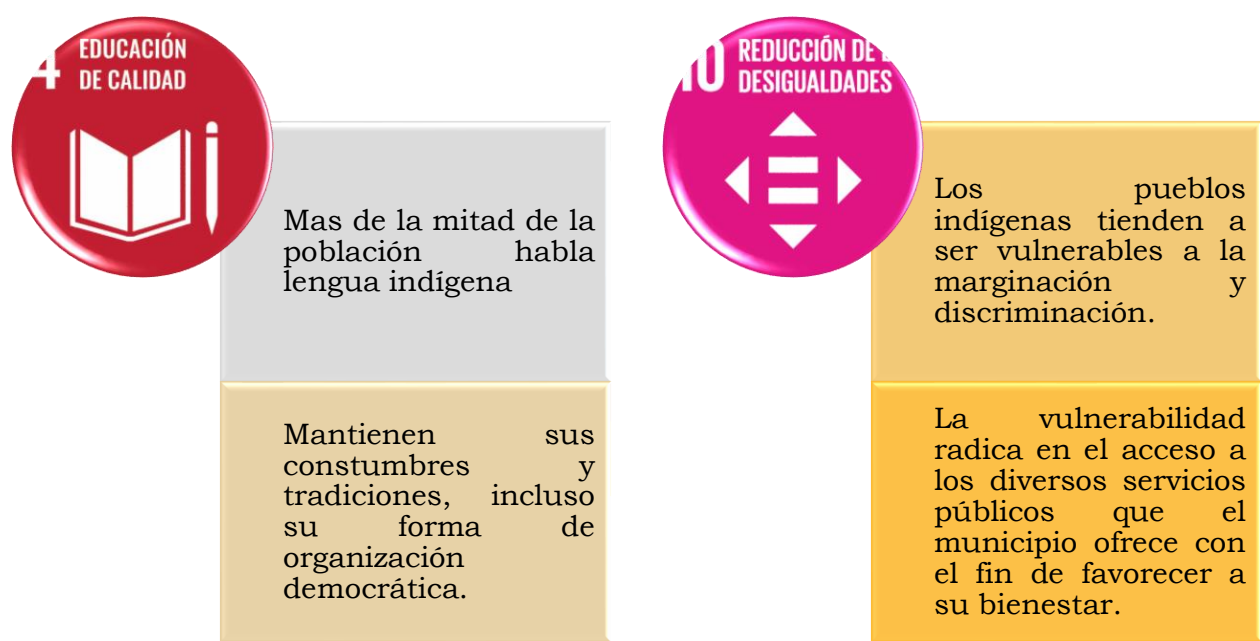 4 EDUCACIÓN
DE CALIDAD
Mas de la mitad de la
población habla
lengua indígena
Mantienen sus
constumbres y
tradiciones, incluso
su forma de
organización
democrática.
10 REDUCCIÓN DE
DESIGUALDADES
Los pueblos
indígenas tienden a
ser vulnerables a la
marginación y
discriminación.
La vulnerabilidad
radica en el acceso a
los diversos servicios
públicos que el
municipio ofrece con
el fin de favorecer a
su bienestar.